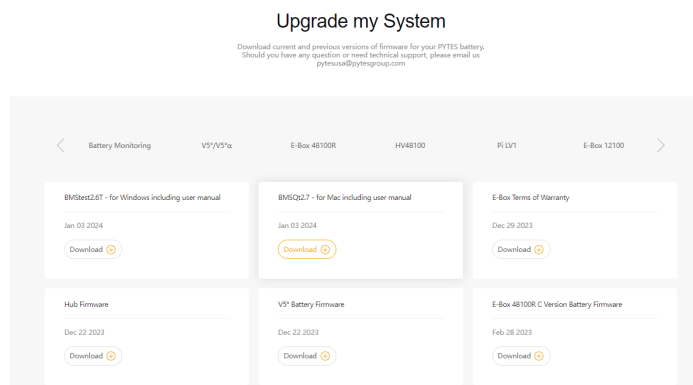 Upgrade my System
Download current and previous versions of firmware for your PYTES battery.
Should you have any question or need technical support, please email us
pytesusa@pytesgroup.com
Battery Monitoring V5°/V5°α E-Box 48100R HV48100 Pi LV1 E-Box 12100
BMStest2.6T - for Windows including user manual
Jan 03 2024
Download
BMSQt2.7 - for Mac including user manual
Jan 03 2024
Download
E-Box Terms of Warranty
Dec 29 2023
Download
Hub Firmware
Dec 22 2023
Download
V5° Battery Firmware
Dec 22 2023
Download
E-Box 48100R C Version Battery Firmware
Feb 28 2023
Download